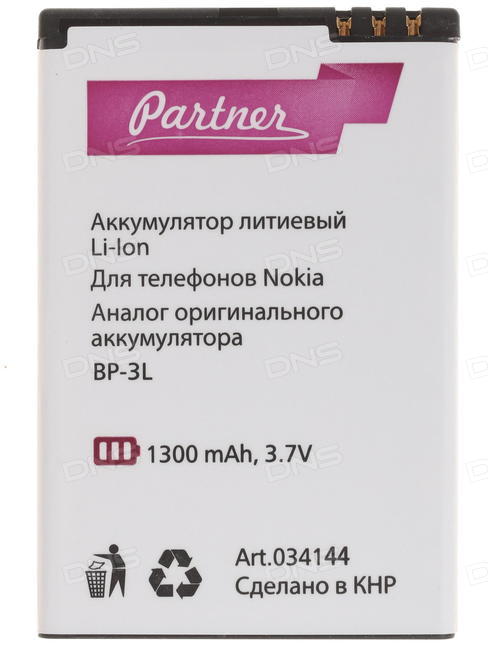 Partner
Аккумулятор литиевый
Li-Ion
Для телефонов Nokia
Аналог оригинального
аккумулятора
BP-3L
1300 mAh, 3.7V
Art.034144
Сделано в КНР
DNS